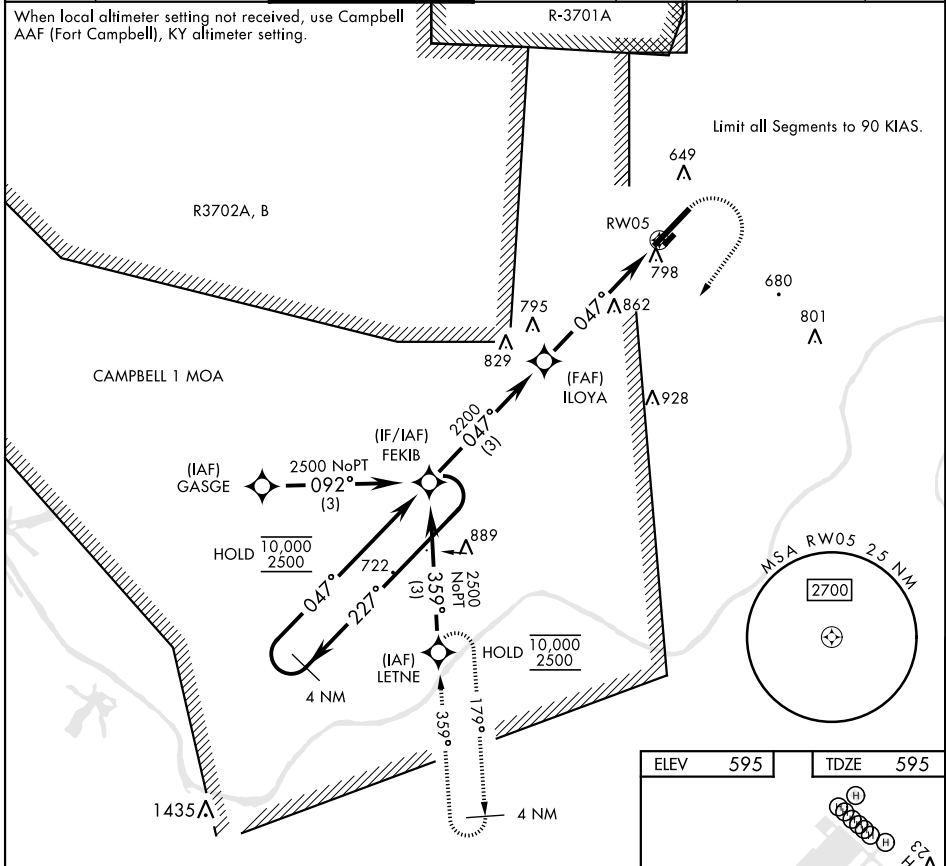 When local altimeter setting not received, use Campbell
AAF (Fort Campbell), KY altimeter setting.
R-3701A
Limit all Segments to 90 KIAS.
649
R3702A, B
RW05
798
680
795
862
047°
801
829
(FAF)
ILOYA
CAMPBELL 1 MOA
928
2200
047°
(3)
(IF/IAF)
FEKIB
(IAF)
GASGE
2500 NoPT
092°
(3)
HOLD 10,000
2500
889
722
047°
227°
359°
(3)
2500
NoPT
MSA RW05 25 NM
2700
(IAF)
LETNE
HOLD 10,000
2500
4 NM
359°
179°
4 NM
1435
ELEV 595
TDZE 595
H
H
H
23